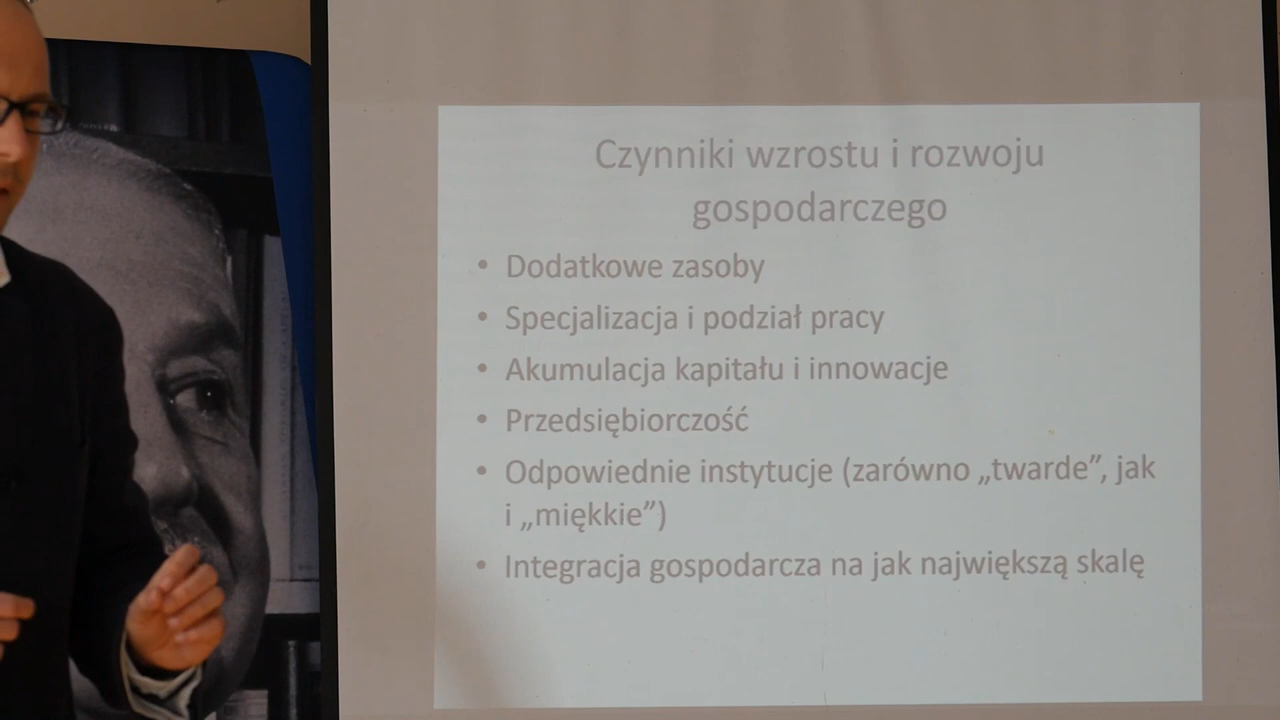 Czynniki wzrostu i rozwoju
gospodarczego
• Dodatkowe zasoby
• Specjalizacja i podział pracy
• Akumulacja kapitału i innowacje
• Przedsiębiorczość
• Odpowiednie instytucje (zarówno „twarde”, jak
i „miękkie”)
• Integracja gospodarcza na jak największą skalę